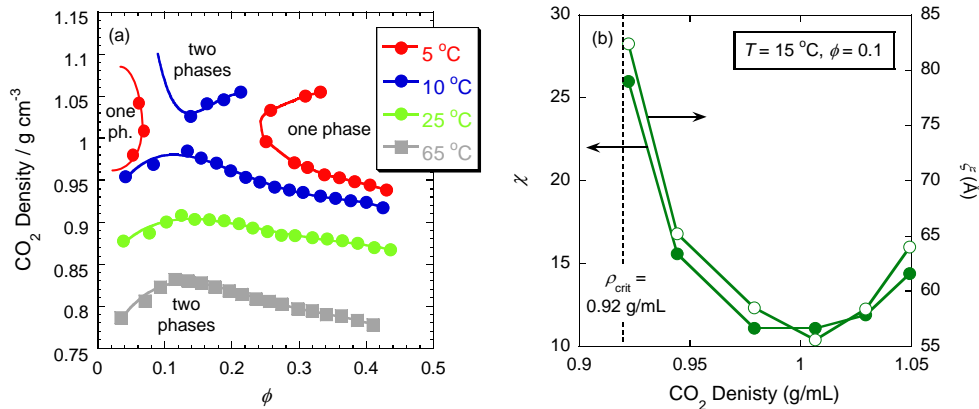 (a)
two
phases
one
ph.
one phase
two
phases
5 °C
10 °C
25 °C
65 °C
1.15
1.1
1.05
1
0.95
0.9
0.85
0.8
0.75
CO₂ Density / g cm⁻³
0
0.1
0.2
0.3
0.4
0.5
ϕ
(b)
T = 15 °C, ϕ = 0.1
ρcrit =
0.92 g/mL
30
25
20
15
10
χ
85
80
75
70
65
60
55
(Å)
0.9
0.95
1
1.05
CO₂ Denisty (g/mL)